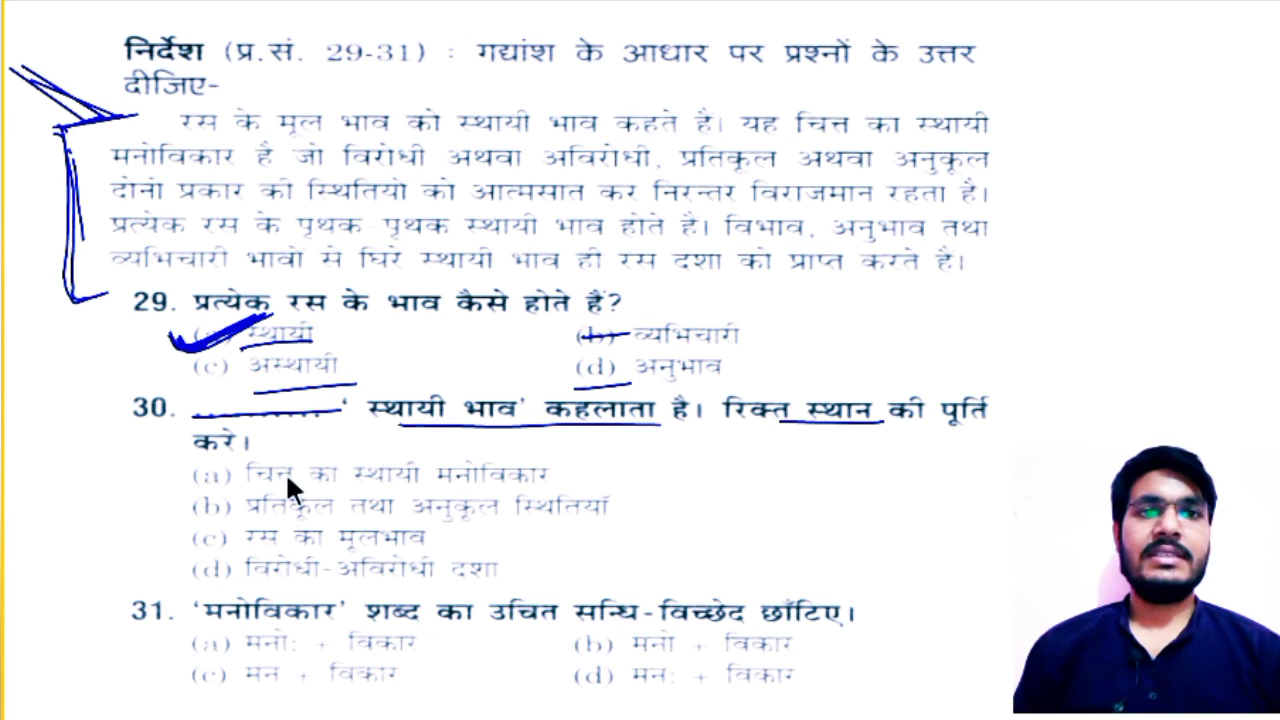 निर्देश (प्र.सं. 29-31) : गद्यांश के आधार पर प्रश्नों के उत्तर
दीजिए-
रस के मूल भाव को स्थायी भाव कहते है। यह चित्त का स्थायी
मनोविकार है जो विरोधी अथवा अविरोधी, प्रतिकूल अथवा अनुकूल
दोनो प्रकार की स्थितियो को आत्मसात कर निरन्तर विराजमान रहता है।
प्रत्येक रस के पृथक-पृथक स्थायी भाव होते है। विभाव, अनुभाव तथा
व्यभिचारी भावो से घिरे स्थायी भाव ही रस दशा को प्राप्त करते है।
29. प्रत्येक रस के भाव कैसे होते हैं?
(a) स्थायी (b) व्यभिचारी
(c) अस्थायी (d) अनुभाव
30. ............' स्थायी भाव' कहलाता है। रिक्त स्थान की पूर्ति
करे।
(a) चित्त का स्थायी मनोविकार
(b) प्रतिकूल तथा अनुकूल स्थितियाँ
(c) रस का मूलभाव
(d) विरोधी-अविरोधी दशा
31. 'मनोविकार' शब्द का उचित सन्धि-विच्छेद छाँटिए।
(a) मनो: + विकार (b) मनो + विकार
(c) मन + विकार (d) मन: + विकार